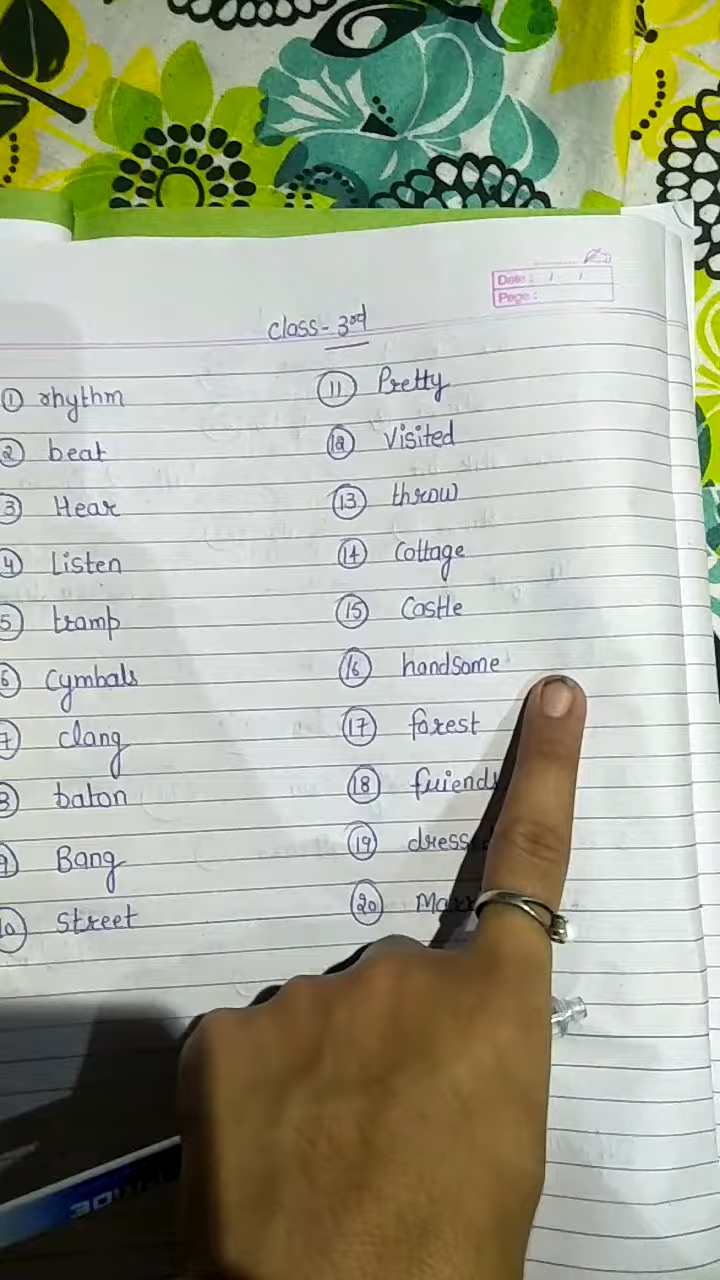 Date : / /
Page :
Class - 3rd
① rhythm
② beat
③ Hear
④ Listen
⑤ tramp
⑥ Cymbals
⑦ clang
⑧ baton
⑨ Bang
⑩ Street
⑪ Pretty
⑫ Visited
⑬ throw
⑭ Cottage
⑮ Castle
⑯ handsome
⑰ forest
⑱ friends
⑲ dressed
⑳